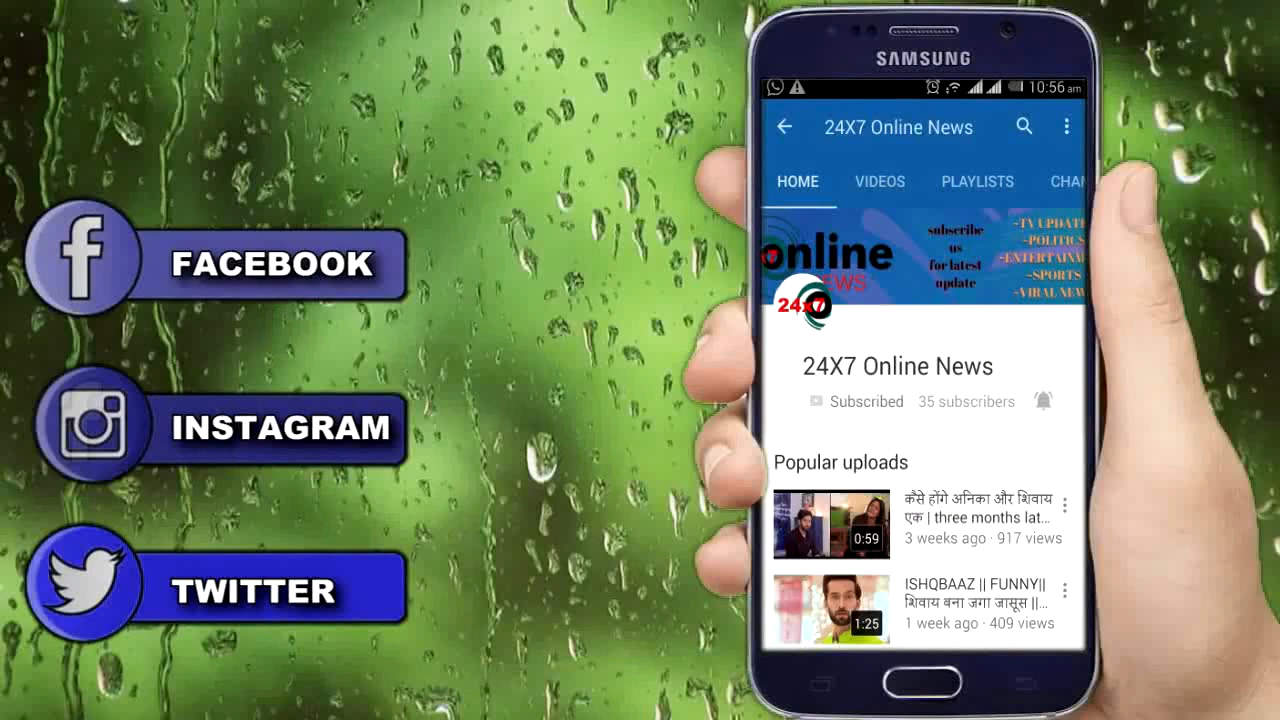 FACEBOOK
INSTAGRAM
TWITTER
SAMSUNG
10:56 am
24X7 Online News
HOME VIDEOS PLAYLISTS CHAN
online
NEWS
24x7
subscribe
us
for latest
update
~TV UPDATE
~POLITICS
~ENTERTAINM
~SPORTS
~VIRAL NEW
24X7 Online News
Subscribed 35 subscribers
Popular uploads
कैसे होंगे अनिका और शिवाय
एक | three months lat...
3 weeks ago · 917 views
0:59
ISHQBAAZ || FUNNY||
शिवाय बना जगा जासूस ||...
1 week ago · 409 views
1:25